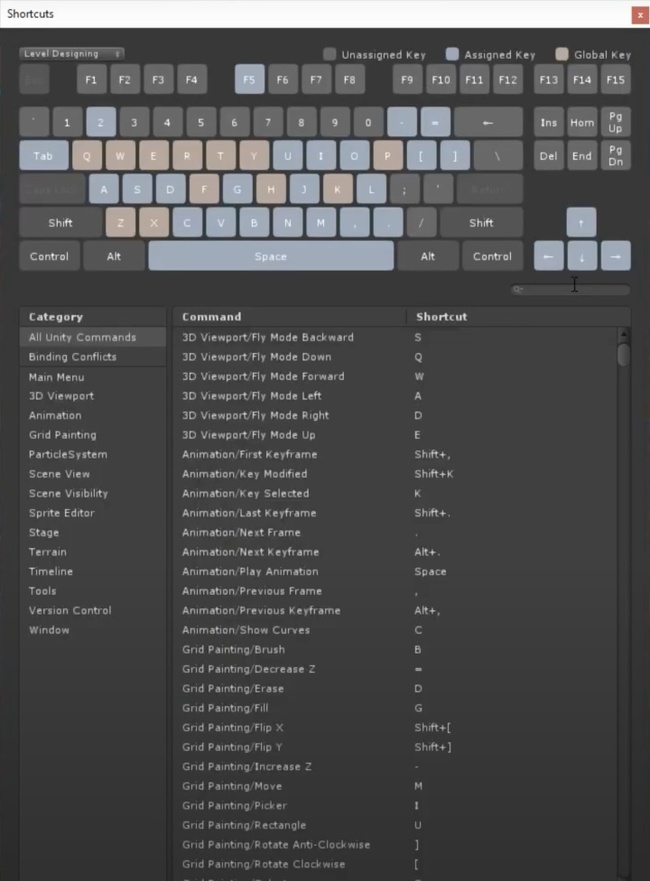 Shortcuts
x
Level Designing
Unassigned Key Assigned Key Global Key
Esc F1 F2 F3 F4 F5 F6 F7 F8 F9 F10 F11 F12 F13 F14 F15
` 1 2 3 4 5 6 7 8 9 0 - = ← Ins Hom Pg Up
Tab Q W E R T Y U I O P [ ] \ Del End Pg Dn
Caps Lock A S D F G H J K L ; ' Return
Shift Z X C V B N M , . / Shift ↑
Control Alt Space Alt Control ← ↓ →
Category Command Shortcut
All Unity Commands 3D Viewport/Fly Mode Backward S
Binding Conflicts 3D Viewport/Fly Mode Down Q
Main Menu 3D Viewport/Fly Mode Forward W
3D Viewport 3D Viewport/Fly Mode Left A
Animation 3D Viewport/Fly Mode Right D
Grid Painting 3D Viewport/Fly Mode Up E
ParticleSystem Animation/First Keyframe Shift+,
Scene View Animation/Key Modified Shift+K
Scene Visibility Animation/Key Selected K
Sprite Editor Animation/Last Keyframe Shift+.
Stage Animation/Next Frame .
Terrain Animation/Next Keyframe Alt+.
Timeline Animation/Play Animation Space
Tools Animation/Previous Frame ,
Version Control Animation/Previous Keyframe Alt+,
Window Animation/Show Curves C
Grid Painting/Brush B
Grid Painting/Decrease Z =
Grid Painting/Erase D
Grid Painting/Fill G
Grid Painting/Flip X Shift+[
Grid Painting/Flip Y Shift+]
Grid Painting/Increase Z -
Grid Painting/Move M
Grid Painting/Picker I
Grid Painting/Rectangle U
Grid Painting/Rotate Anti-Clockwise ]
Grid Painting/Rotate Clockwise [